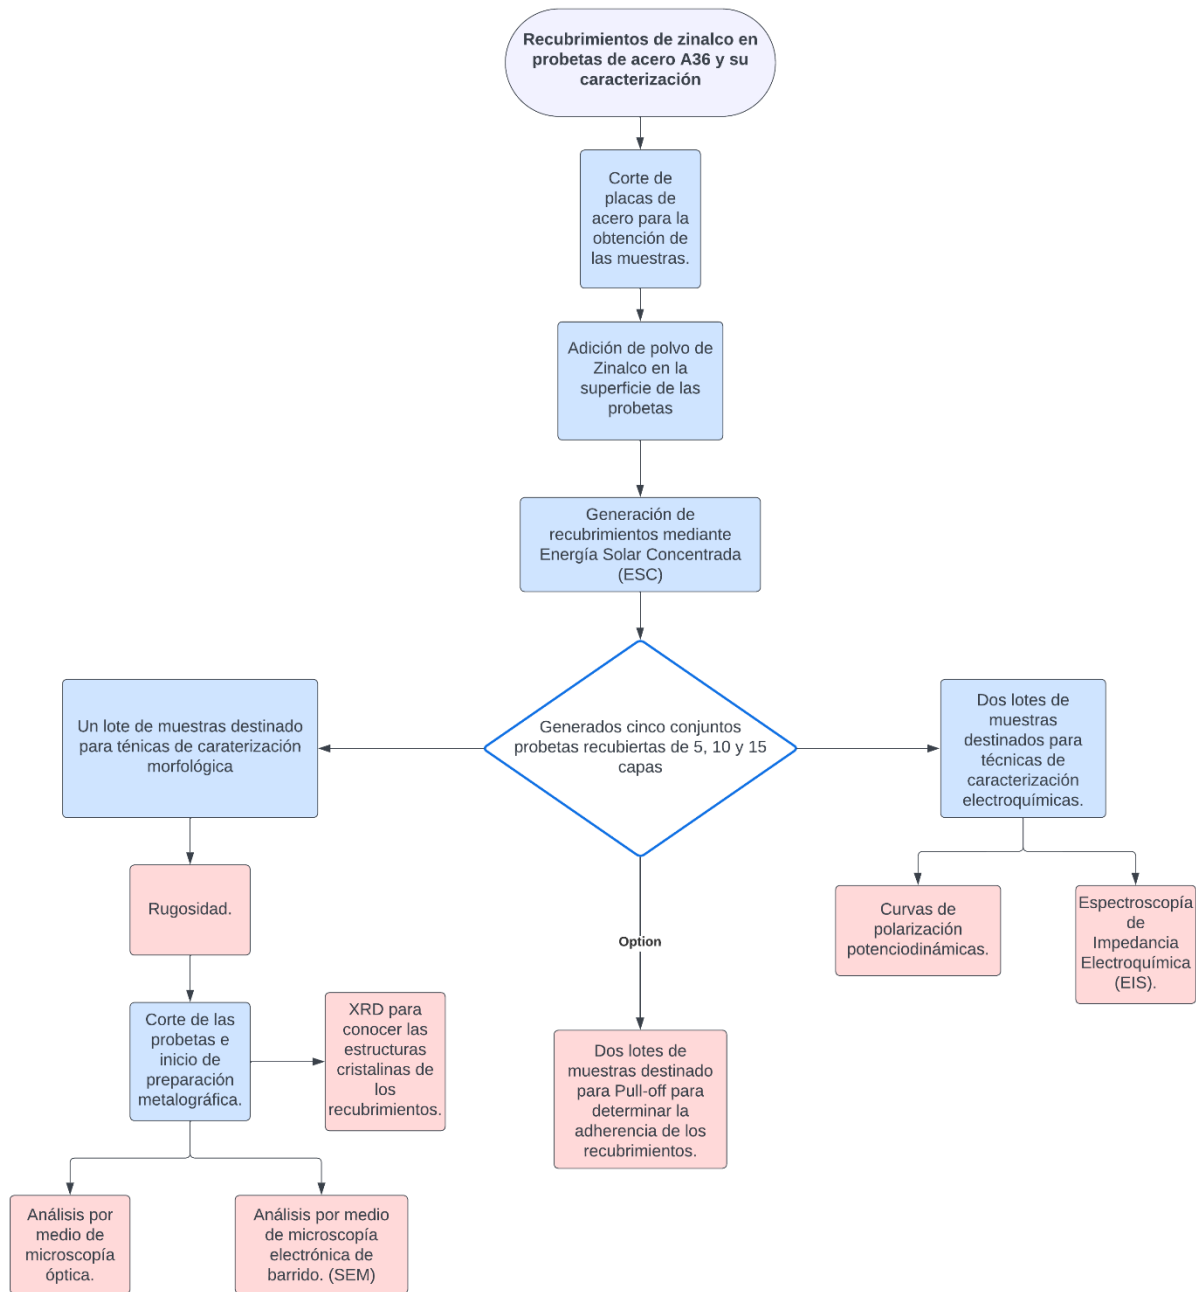 Recubrimientos de zinalco en
probetas de acero A36 y su
caracterización
Corte de
placas de
acero para la
obtención de
las muestras.
Adición de polvo de
Zinalco en la
superficie de las
probetas
Generación de
recubrimientos mediante
Energía Solar Concentrada
(ESC)
Generados cinco conjuntos
probetas recubiertas de 5, 10 y 15
capas
Un lote de muestras destinado
para ténicas de caraterización
morfológica
Dos lotes de
muestras
destinados para
técnicas de
caracterización
electroquímicas.
Rugosidad.
Curvas de
polarización
potenciodinámicas.
Espectroscopía
de
Impedancia
Electroquímica
(EIS).
Option
Corte de las
probetas e
inicio de
preparación
metalográfica.
XRD para
conocer las
estructuras
cristalinas de
los
recubrimientos.
Dos lotes de
muestras destinado
para Pull-off para
determinar la
adherencia de los
recubrimientos.
Análisis por
medio de
microscopía
óptica.
Análisis por medio
de microscopía
electrónica de
barrido. (SEM)